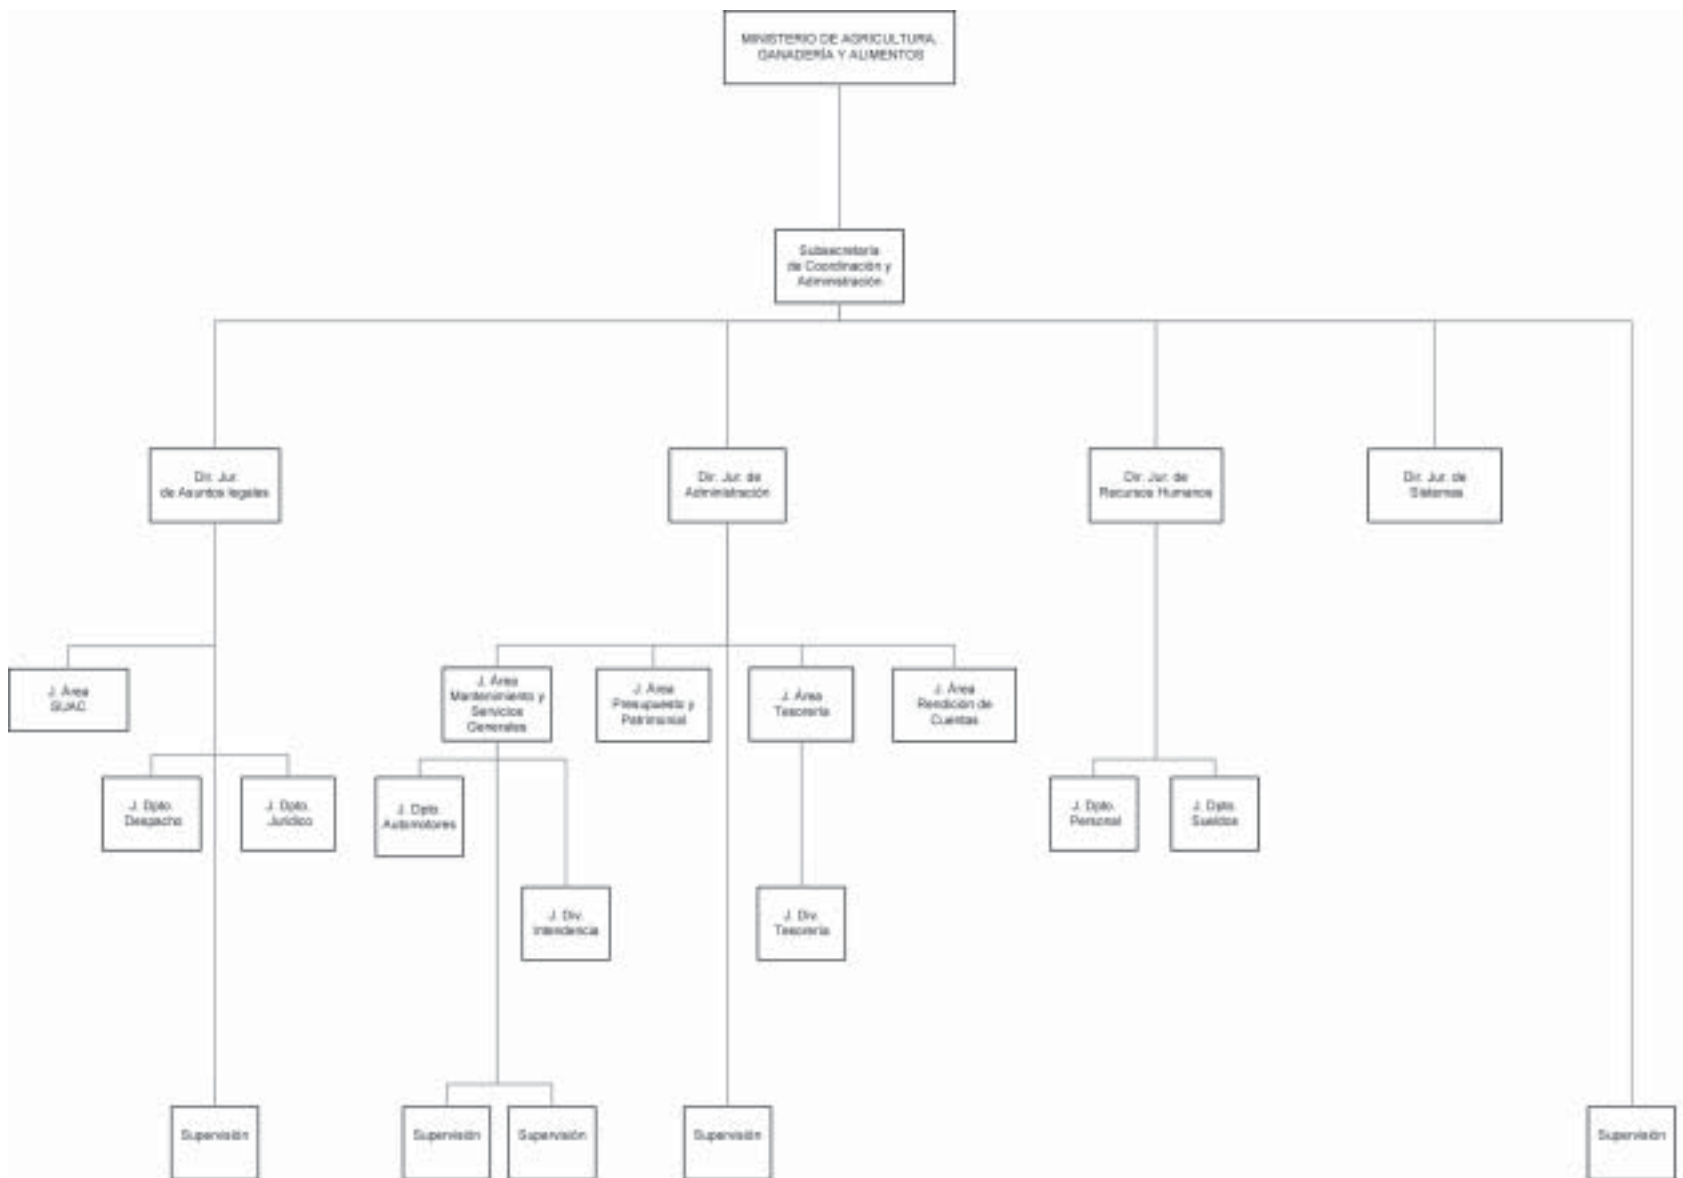 MINISTERIO DE AGRICULTURA,
GANADERÍA Y ALIMENTOS
Subsecretaría
de Coordinación y
Administración
Dir. Jur.
de Asuntos legales
Dir. Jur. de
Administración
Dir. Jur. de
Recursos Humanos
Dir. Jur. de
Sistemas
J. Área
SUAC
J. Área
Mantenimiento y
Servicios
Generales
J. Área
Presupuesto y
Patrimonial
J. Área
Tesorería
J. Área
Rendición de
Cuentas
J. Dpto.
Despacho
J. Dpto.
Jurídico
J. Dpto.
Automotores
J. Dpto.
Personal
J. Dpto.
Sueldos
J. Div.
Intendencia
J. Div.
Tesorería
Supervisión
Supervisión
Supervisión
Supervisión
Supervisión